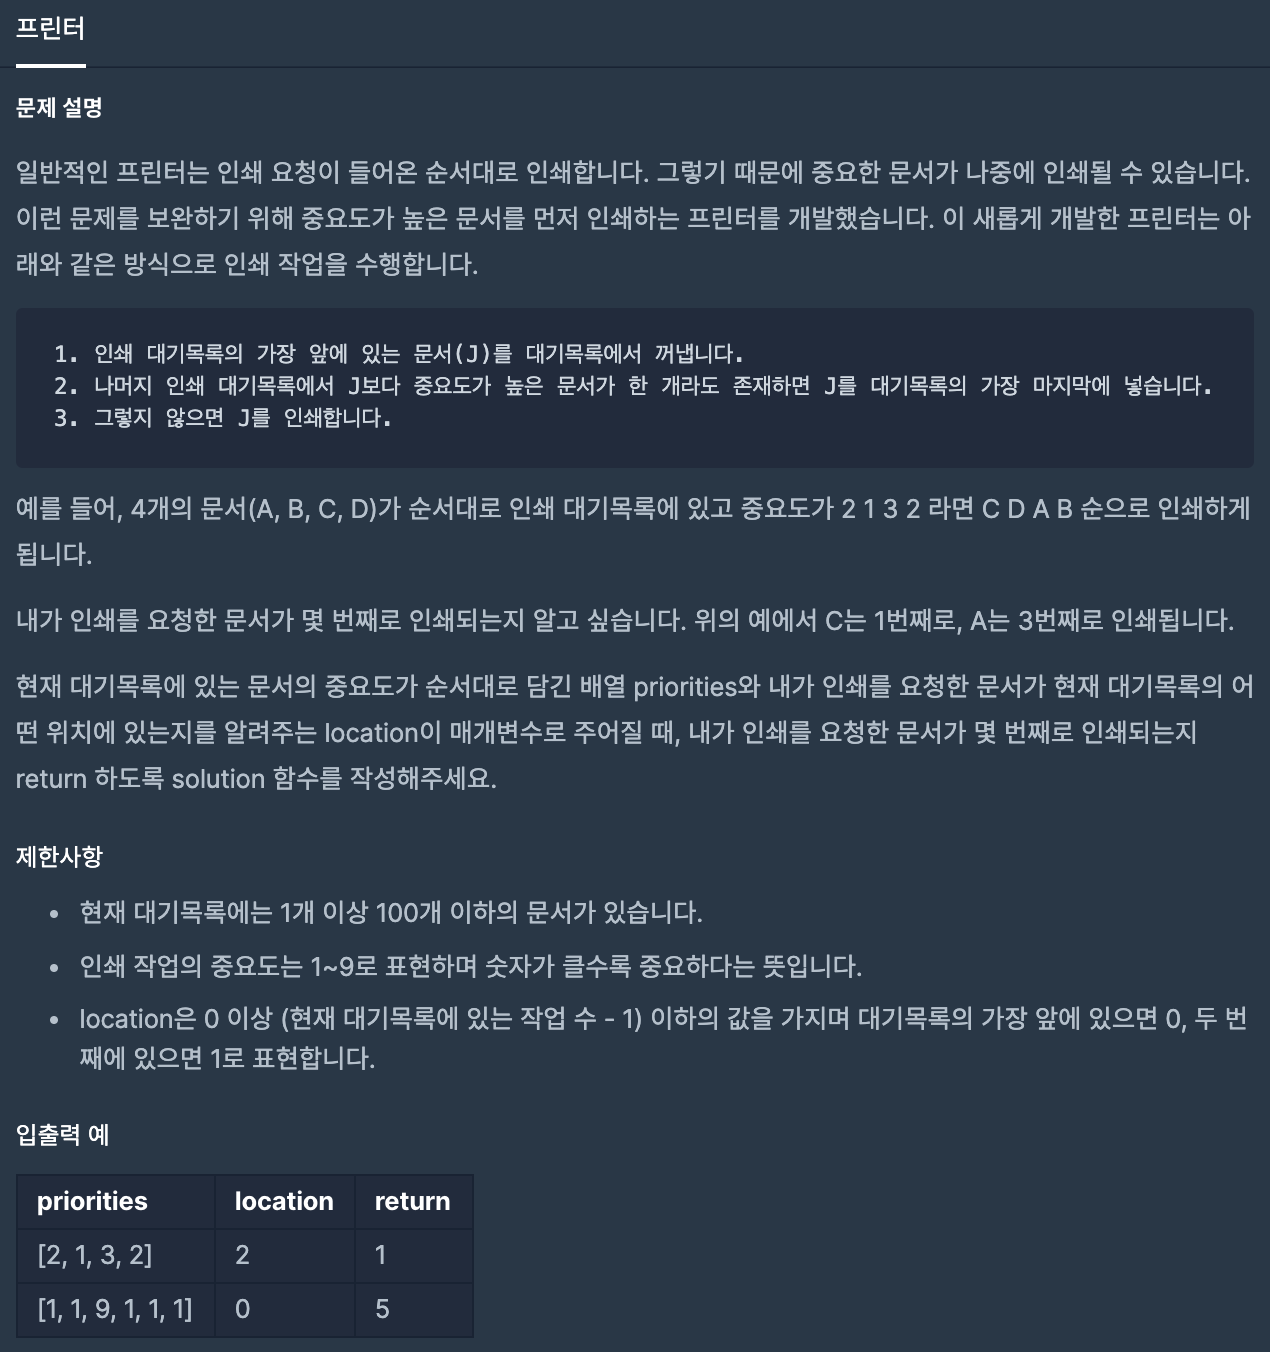 프린터
문제 설명
일반적인 프린터는 인쇄 요청이 들어온 순서대로 인쇄합니다. 그렇기 때문에 중요한 문서가 나중에 인쇄될 수 있습니다.
이런 문제를 보완하기 위해 중요도가 높은 문서를 먼저 인쇄하는 프린터를 개발했습니다. 이 새롭게 개발한 프린터는 아
래와 같은 방식으로 인쇄 작업을 수행합니다.
1. 인쇄 대기목록의 가장 앞에 있는 문서(J)를 대기목록에서 꺼냅니다.
2. 나머지 인쇄 대기목록에서 J보다 중요도가 높은 문서가 한 개라도 존재하면 J를 대기목록의 가장 마지막에 넣습니다.
3. 그렇지 않으면 J를 인쇄합니다.
예를 들어, 4개의 문서(A, B, C, D)가 순서대로 인쇄 대기목록에 있고 중요도가 2 1 3 2 라면 C D A B 순으로 인쇄하게
됩니다.
내가 인쇄를 요청한 문서가 몇 번째로 인쇄되는지 알고 싶습니다. 위의 예에서 C는 1번째로, A는 3번째로 인쇄됩니다.
현재 대기목록에 있는 문서의 중요도가 순서대로 담긴 배열 priorities와 내가 인쇄를 요청한 문서가 현재 대기목록의 어
떤 위치에 있는지를 알려주는 location이 매개변수로 주어질 때, 내가 인쇄를 요청한 문서가 몇 번째로 인쇄되는지
return 하도록 solution 함수를 작성해주세요.
제한사항
• 현재 대기목록에는 1개 이상 100개 이하의 문서가 있습니다.
• 인쇄 작업의 중요도는 1~9로 표현하며 숫자가 클수록 중요하다는 뜻입니다.
• location은 0 이상 (현재 대기목록에 있는 작업 수 - 1) 이하의 값을 가지며 대기목록의 가장 앞에 있으면 0, 두 번
째에 있으면 1로 표현합니다.
입출력 예
priorities location return
[2, 1, 3, 2] 2 1
[1, 1, 9, 1, 1, 1] 0 5